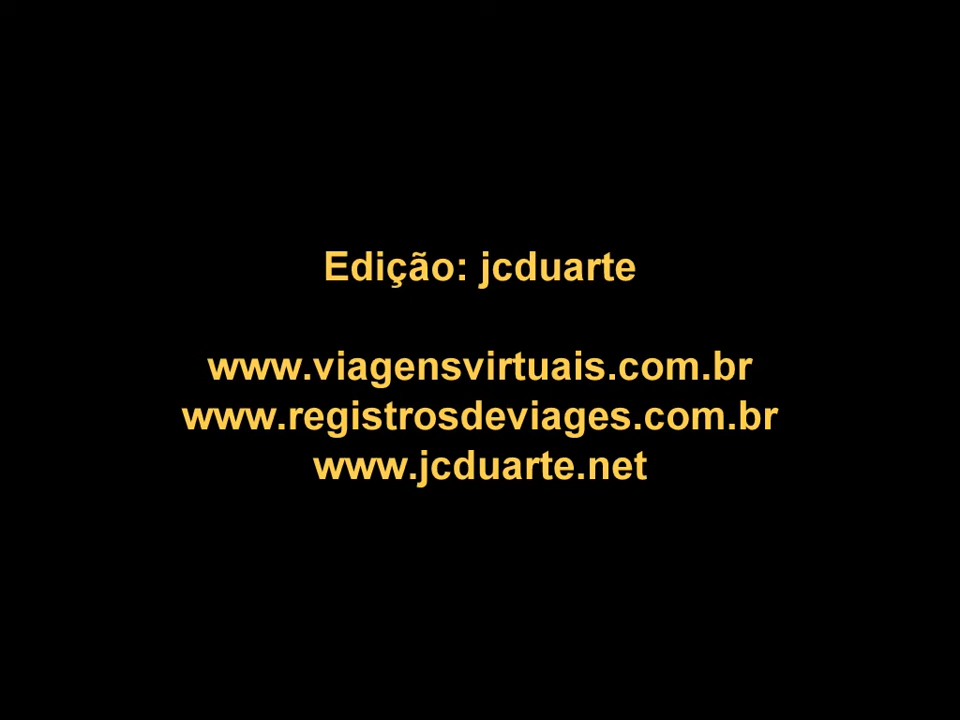 Edição: jcduarte
www.viagensvirtuais.com.br
www.registrosdeviages.com.br
www.jcduarte.net